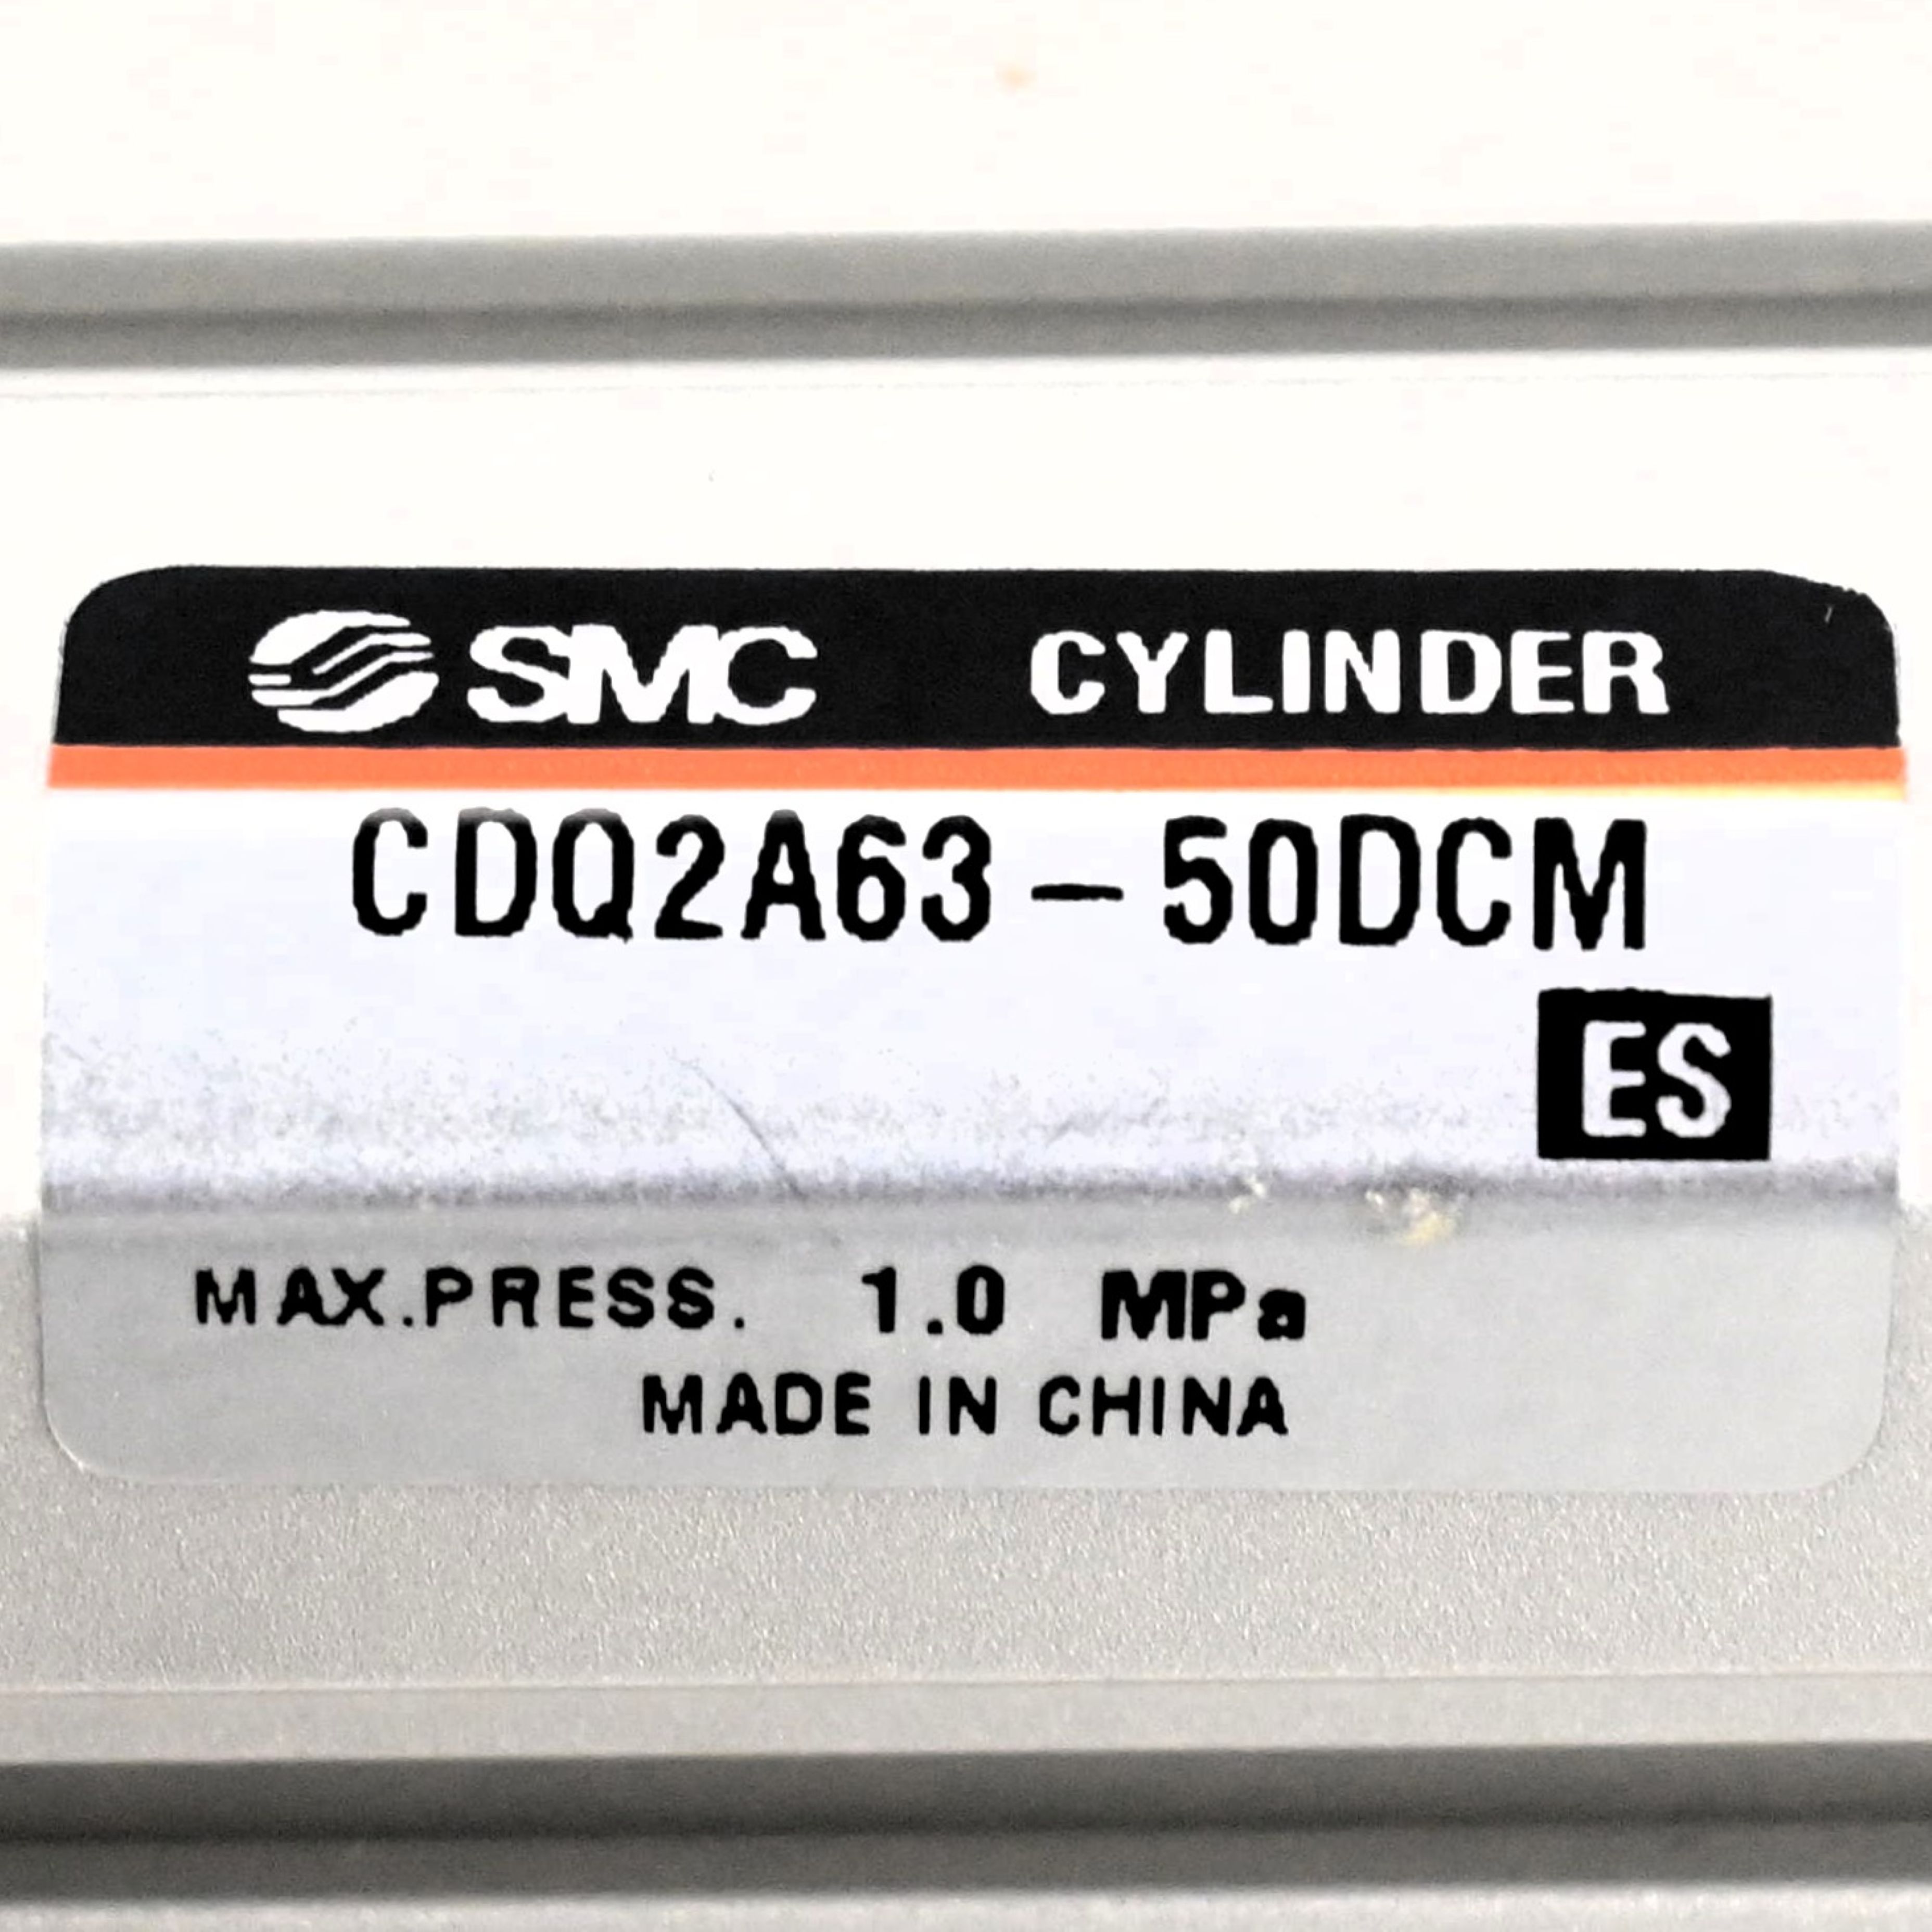 SMC CYLINDER
CDQ2A63-50DCM
ES
MAX.PRESS. 1.0 MPa
MADE IN CHINA